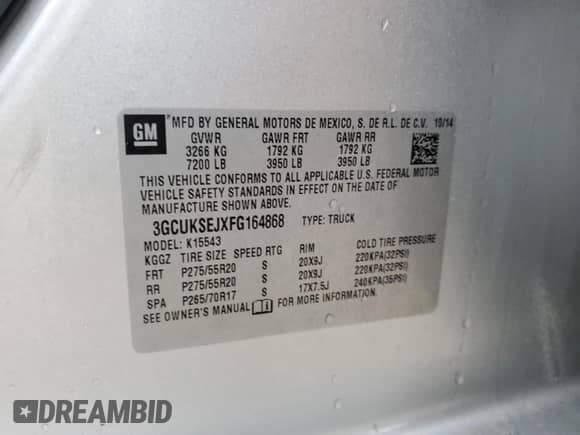 GM
®MFD BY GENERAL MOTORS DE MEXICO, S. DE R.L. DE C.V. 10/14
GVWR GAWR FRT GAWR RR
3266 KG 1792 KG 1792 KG
7200 LB 3950 LB 3950 LB
THIS VEHICLE CONFORMS TO ALL APPLICABLE U.S. FEDERAL MOTOR
VEHICLE SAFETY STANDARDS IN EFFECT ON THE DATE OF
MANUFACTURE SHOWN ABOVE.
3GCUKSEJXFG164868 TYPE: TRUCK
MODEL: K15543
KGGZ TIRE SIZE SPEED RTG RIM COLD TIRE PRESSURE
FRT P275/55R20 S 20X9J 220KPA(32PSI)
RR P275/55R20 S 20X9J 220KPA(32PSI)
SPA P265/70R17 S 17X7.5J 240KPA(35PSI)
SEE OWNER'S MANUAL FOR MORE INFORMATION.
DREAMBID